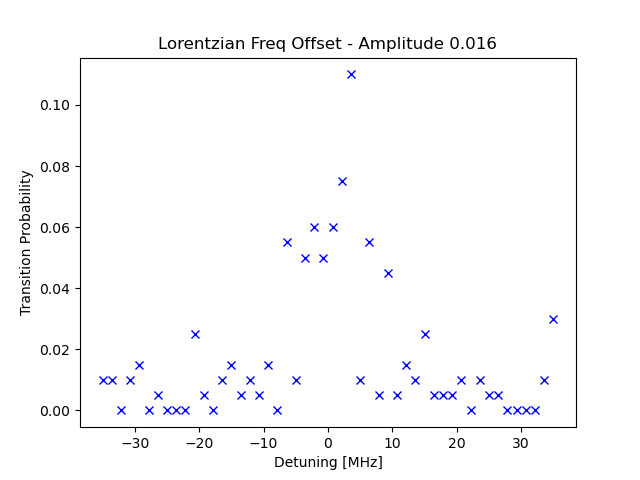 Lorentzian Freq Offset - Amplitude 0.016
Transition Probability
0.10
0.08
0.06
0.04
0.02
0.00
−30 −20 −10 0 10 20 30
Detuning [MHz]